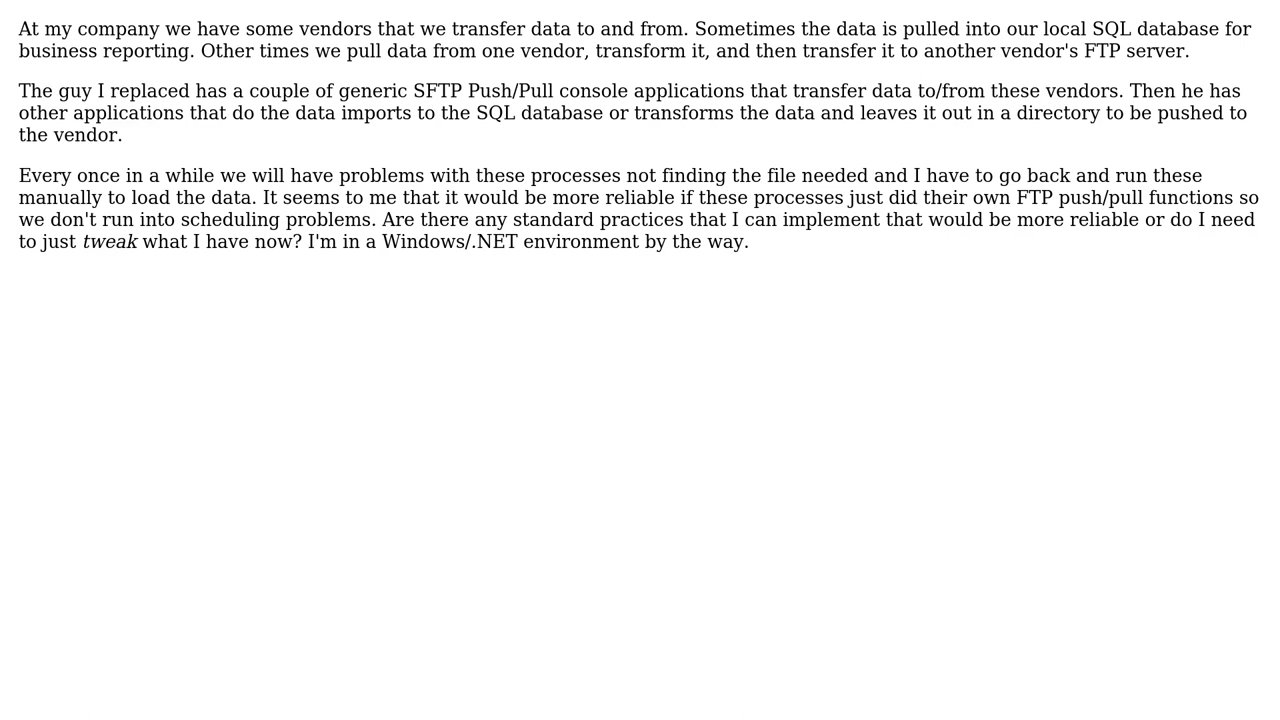 At my company we have some vendors that we transfer data to and from. Sometimes the data is pulled into our local SQL database for
business reporting. Other times we pull data from one vendor, transform it, and then transfer it to another vendor's FTP server.
The guy I replaced has a couple of generic SFTP Push/Pull console applications that transfer data to/from these vendors. Then he has
other applications that do the data imports to the SQL database or transforms the data and leaves it out in a directory to be pushed to
the vendor.
Every once in a while we will have problems with these processes not finding the file needed and I have to go back and run these
manually to load the data. It seems to me that it would be more reliable if these processes just did their own FTP push/pull functions so
we don't run into scheduling problems. Are there any standard practices that I can implement that would be more reliable or do I need
to just tweak what I have now? I'm in a Windows/.NET environment by the way.